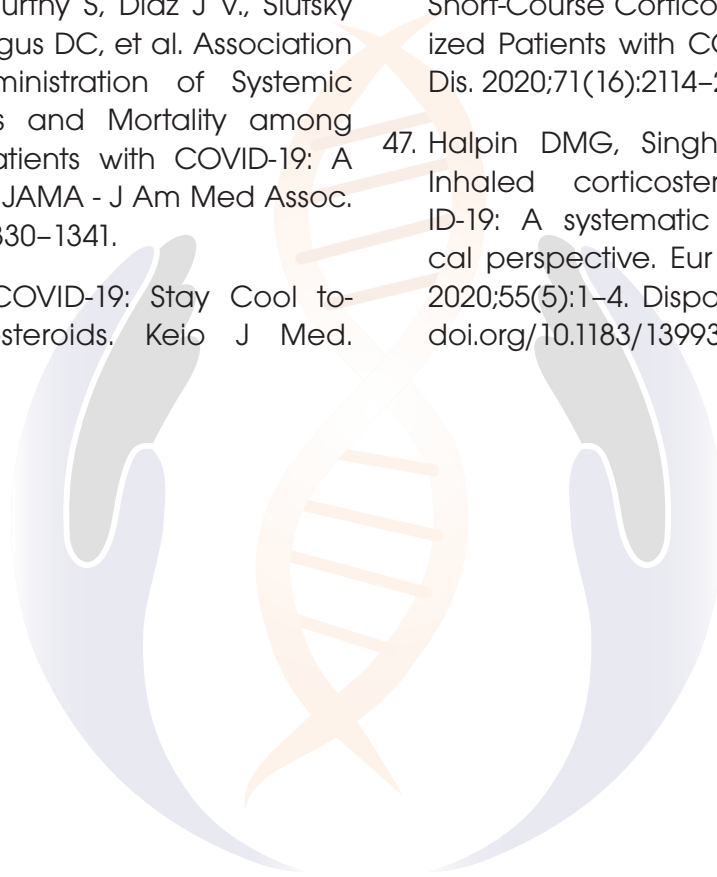 urthy S, Diaz J V., Slutsky
gus DC, et al. Association
ministration of Systemic
s and Mortality among
atients with COVID-19: A
JAMA - J Am Med Assoc.
330–1341.
COVID-19: Stay Cool to-
steroids. Keio J Med.
Short-Course Cortico
ized Patients with CO
Dis. 2020;71(16):2114–2
47. Halpin DMG, Singh
Inhaled corticoster
ID-19: A systematic
cal perspective. Eur
2020;55(5):1–4. Dispo
doi.org/10.1183/13993